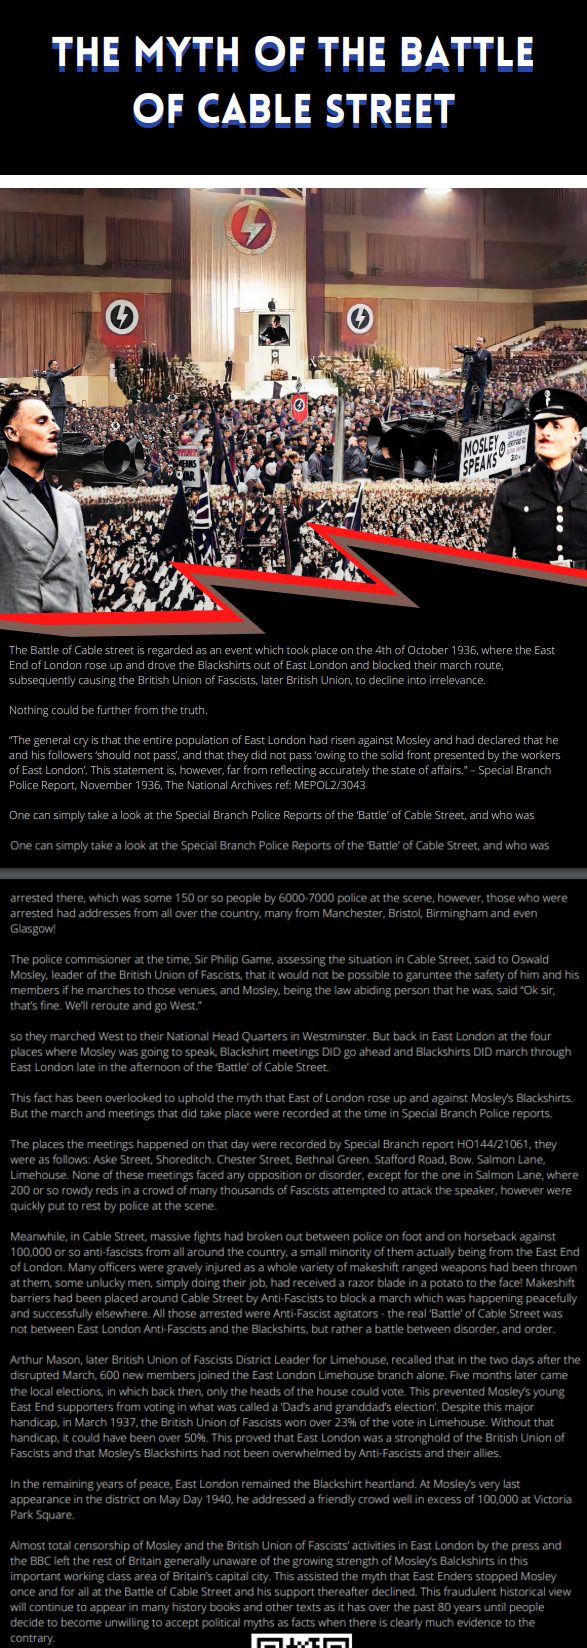 THE MYTH OF THE BATTLE
OF CABLE STREET
MOSLEY
SPEAKS
The Battle of Cable street is regarded as an event which took place on the 4th of October 1936, where the East
End of London rose up and drove the Blackshirts out of East London and blocked their march route,
subsequently causing the British Union of Fascists, later British Union, to decline into irrelevance.
Nothing could be further from the truth.
“The general cry is that the entire population of East London had risen against Mosley and had declared that he
and his followers ‘should not pass’, and that they did not pass ‘owing to the solid front presented by the workers
of East London’. This statement is, however, far from reflecting accurately the state of affairs.” – Special Branch
Police Report, November 1936, The National Archives ref: MEPOL2/3043
One can simply take a look at the Special Branch Police Reports of the ‘Battle’ of Cable Street, and who was
One can simply take a look at the Special Branch Police Reports of the ‘Battle’ of Cable Street, and who was
arrested there, which was some 150 or so people by 6000-7000 police at the scene, however, those who were
arrested had addresses from all over the country, many from Manchester, Bristol, Birmingham and even
Glasgow!
The police commisioner at the time, Sir Philip Game, assessing the situation in Cable Street, said to Oswald
Mosley, leader of the British Union of Fascists, that it would not be possible to garuntee the safety of him and his
members if he marches to those venues, and Mosley, being the law abiding person that he was, said “Ok sir,
that’s fine. We’ll reroute and go West.”
so they marched West to their National Head Quarters in Westminster. But back in East London at the four
places where Mosley was going to speak, Blackshirt meetings DID go ahead and Blackshirts DID march through
East London late in the afternoon of the ‘Battle’ of Cable Street.
This fact has been overlooked to uphold the myth that East of London rose up and against Mosley’s Blackshirts.
But the march and meetings that did take place were recorded at the time in Special Branch Police reports.
The places the meetings happened on that day were recorded by Special Branch report HO144/21061, they
were as follows: Aske Street, Shoreditch. Chester Street, Bethnal Green. Stafford Road, Bow. Salmon Lane,
Limehouse. None of these meetings faced any opposition or disorder, except for the one in Salmon Lane, where
200 or so rowdy reds in a crowd of many thousands of Fascists attempted to attack the speaker, however were
quickly put to rest by police at the scene.
Meanwhile, in Cable Street, massive fights had broken out between police on foot and on horseback against
100,000 or so anti-fascists from all around the country, a small minority of them actually being from the East End
of London. Many officers were gravely injured as a whole variety of makeshift ranged weapons had been thrown
at them, some unlucky men, simply doing their job, had received a razor blade in a potato to the face! Makeshift
barriers had been placed around Cable Street by Anti-Fascists to block a march which was happening peacefully
and successfully elsewhere. All those arrested were Anti-Fascist agitators - the real ‘Battle’ of Cable Street was
not between East London Anti-Fascists and the Blackshirts, but rather a battle between disorder, and order.
Arthur Mason, later British Union of Fascists District Leader for Limehouse, recalled that in the two days after the
disrupted March, 600 new members joined the East London Limehouse branch alone. Five months later came
the local elections, in which back then, only the heads of the house could vote. This prevented Mosley’s young
East End supporters from voting in what was called a ‘Dad’s and granddad’s election’. Despite this major
handicap, in March 1937, the British Union of Fascists won over 23% of the vote in Limehouse. Without that
handicap, it could have been over 50%. This proved that East London was a stronghold of the British Union of
Fascists and that Mosley’s Blackshirts had not been overwhelmed by Anti-Fascists and their allies.
In the remaining years of peace, East London remained the Blackshirt heartland. At Mosley’s very last
appearance in the district on May Day 1940, he addressed a friendly crowd well in excess of 100,000 at Victoria
Park Square.
Almost total censorship of Mosley and the British Union of Fascists’ activities in East London by the press and
the BBC left the rest of Britain generally unaware of the growing strength of Mosley’s Balckshirts in this
important working class area of Britain’s capital city. This assisted the myth that East Enders stopped Mosley
once and for all at the Battle of Cable Street and his support thereafter declined. This fraudulent historical view
will continue to appear in many history books and other texts as it has over the past 80 years until people
decide to become unwilling to accept political myths as facts when there is clearly much evidence to the
contrary.